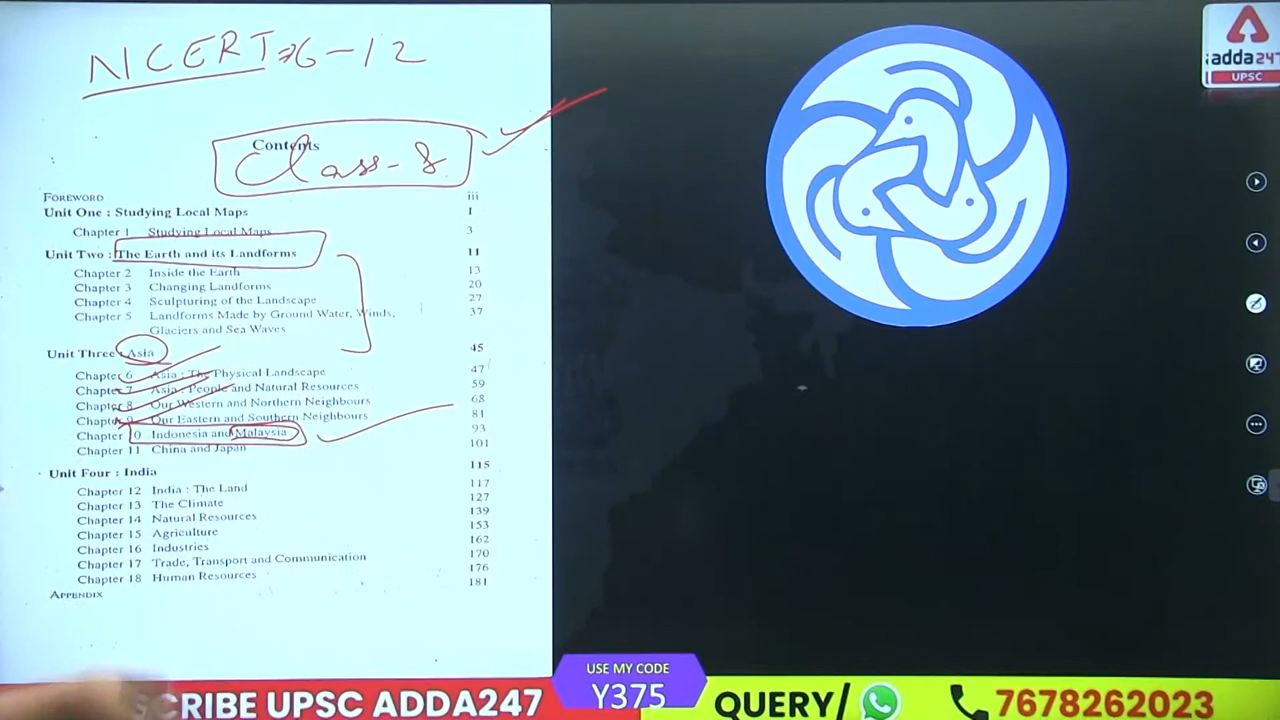 NCERT => 6-12
Contents
Class - 8
FOREWORD iii
Unit One : Studying Local Maps 1
Chapter 1 Studying Local Maps 3
Unit Two : The Earth and its Landforms 11
Chapter 2 Inside the Earth 13
Chapter 3 Changing Landforms 20
Chapter 4 Sculpturing of the Landscape 27
Chapter 5 Landforms Made by Ground Water, Winds, 37
Glaciers and Sea Waves
Unit Three : Asia 45
Chapter 6 Asia : The Physical Landscape 47
Chapter 7 Asia : People and Natural Resources 59
Chapter 8 Our Western and Northern Neighbours 68
Chapter 9 Our Eastern and Southern Neighbours 81
Chapter 10 Indonesia and Malaysia 93
Chapter 11 China and Japan 101
Unit Four : India 115
Chapter 12 India : The Land 117
Chapter 13 The Climate 127
Chapter 14 Natural Resources 139
Chapter 15 Agriculture 153
Chapter 16 Industries 162
Chapter 17 Trade, Transport and Communication 170
Chapter 18 Human Resources 176
APPENDIX 181
adda247
UPSC
SCRIBE UPSC ADDA247
USE MY CODE
Y375
QUERY/
7678262023